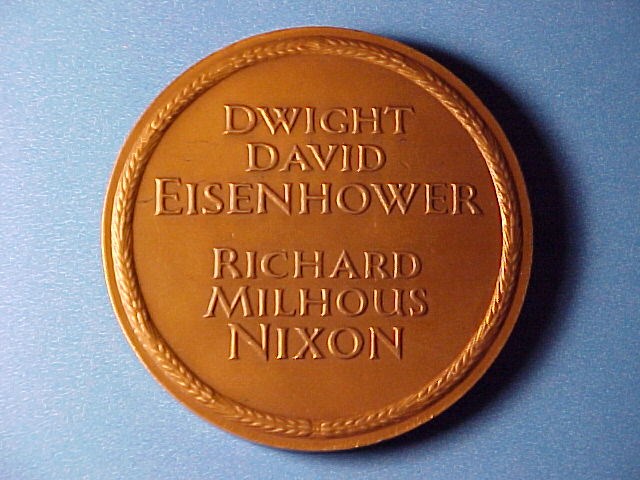 DWIGHT
DAVID
EISENHOWER
RICHARD
MILHOUS
NIXON